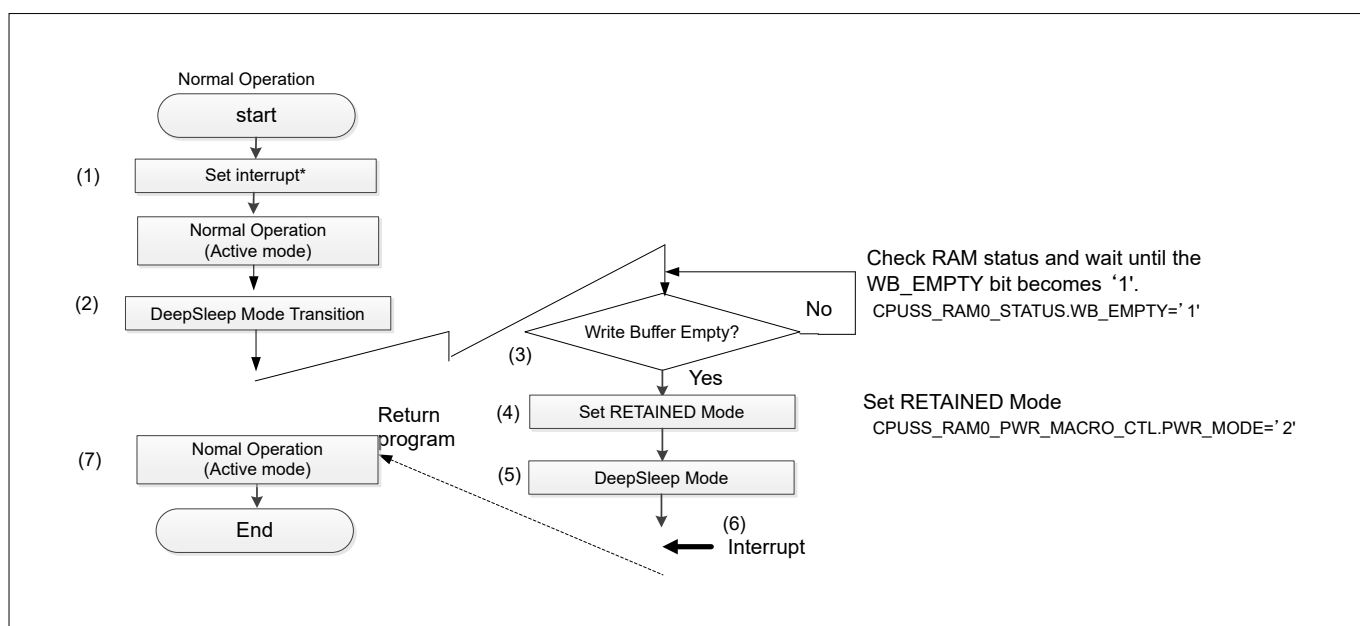 Normal Operation
start
(1)
Set interrupt*
Normal Operation
(Active mode)
(2)
DeepSleep Mode Transition
Check RAM status and wait until the
WB_EMPTY bit becomes ‘1'.
CPUSS_RAM0_STATUS.WB_EMPTY=‘1'
No
Write Buffer Empty?
(3)
Yes
(4)
Set RETAINED Mode
Set RETAINED Mode
CPUSS_RAM0_PWR_MACRO_CTL.PWR_MODE=‘2'
(5)
DeepSleep Mode
(6)
Interrupt
Return
program
(7)
Nomal Operation
(Active mode)
End